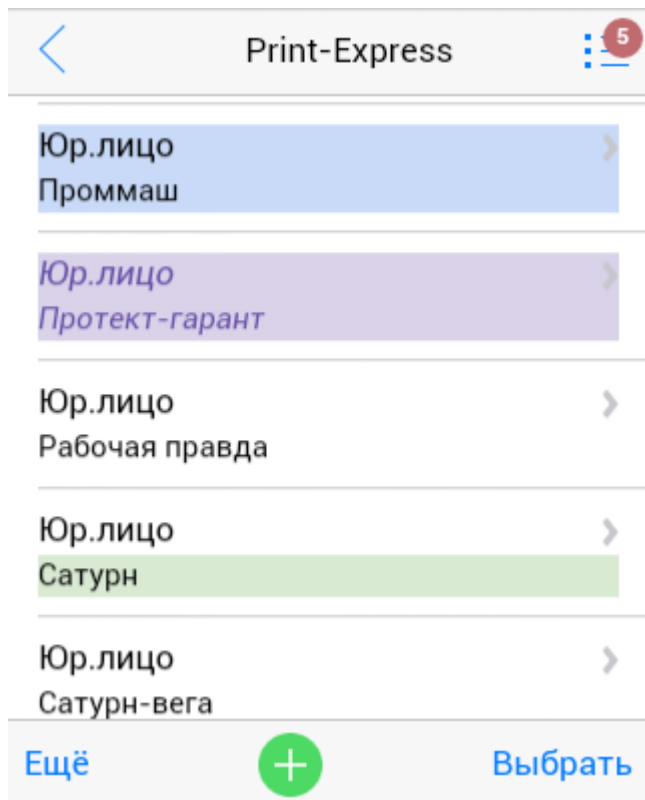 Print-Express
5
Юр.лицо
Проммаш
Юр.лицо
Протект-гарант
Юр.лицо
Рабочая правда
Юр.лицо
Сатурн
Юр.лицо
Сатурн-вега
Ещё
Выбрать